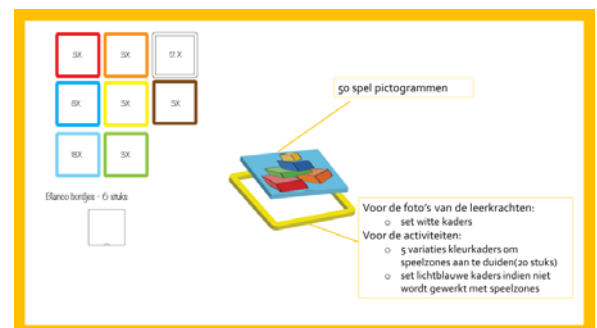 5X 5X 12 X
8X 5X 5X
18X 5X
Blanco bordjes - 6 stuks
50 spel pictogrammen
Voor de foto's van de leerkrachten:
o set witte kaders
Voor de activiteiten:
o 5 variaties kleurkaders om
speelzones aan te duiden(20 stuks)
o set lichtblauwe kaders indien niet
wordt gewerkt met speelzones